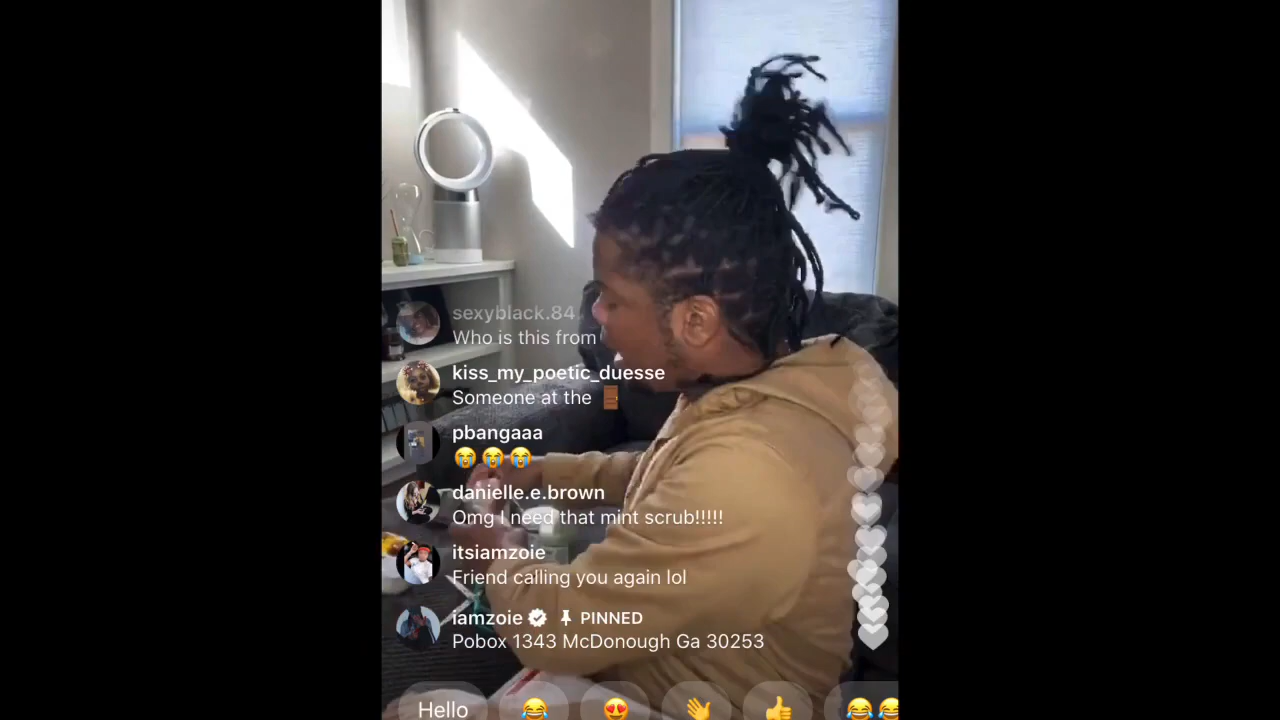 sexyblack.84
Who is this from
kiss_my_poetic_duesse
Someone at the 🚪
pbangaaa
😭😭😭
danielle.e.brown
Omg I need that mint scrub!!!!!
itsiamzoie
Friend calling you again lol
iamzoie PINNED
Pobox 1343 McDonough Ga 30253
Hello 😂 😍 👋 👍 😂😂